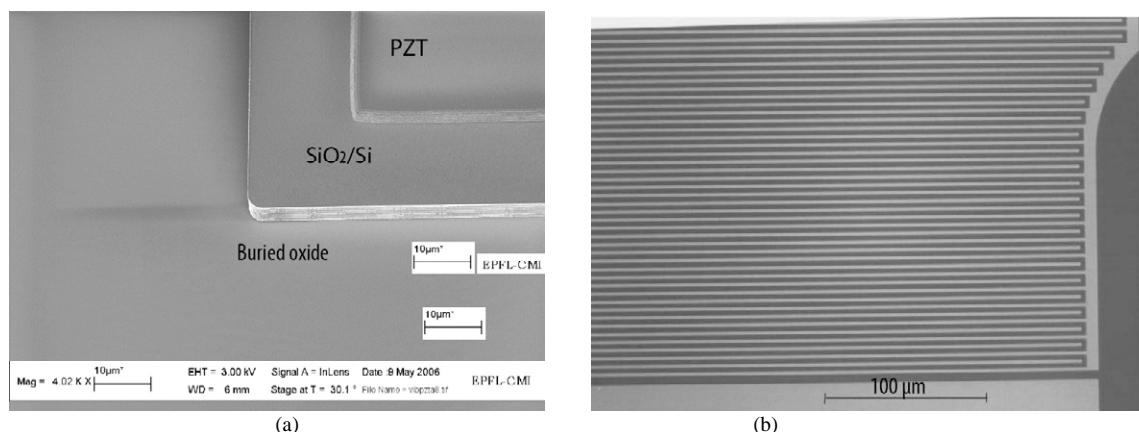 PZT
SiO2/Si
Buried oxide
10µm*
EPFL-CMI
10µm*
Mag = 4.02 K X
10µm*
EHT = 3.00 kV
Signal A = InLens
Date :9 May 2006
WD = 6 mm
Stage at T = 30.1 °
EPFL-CMI
100 µm
(a)
(b)